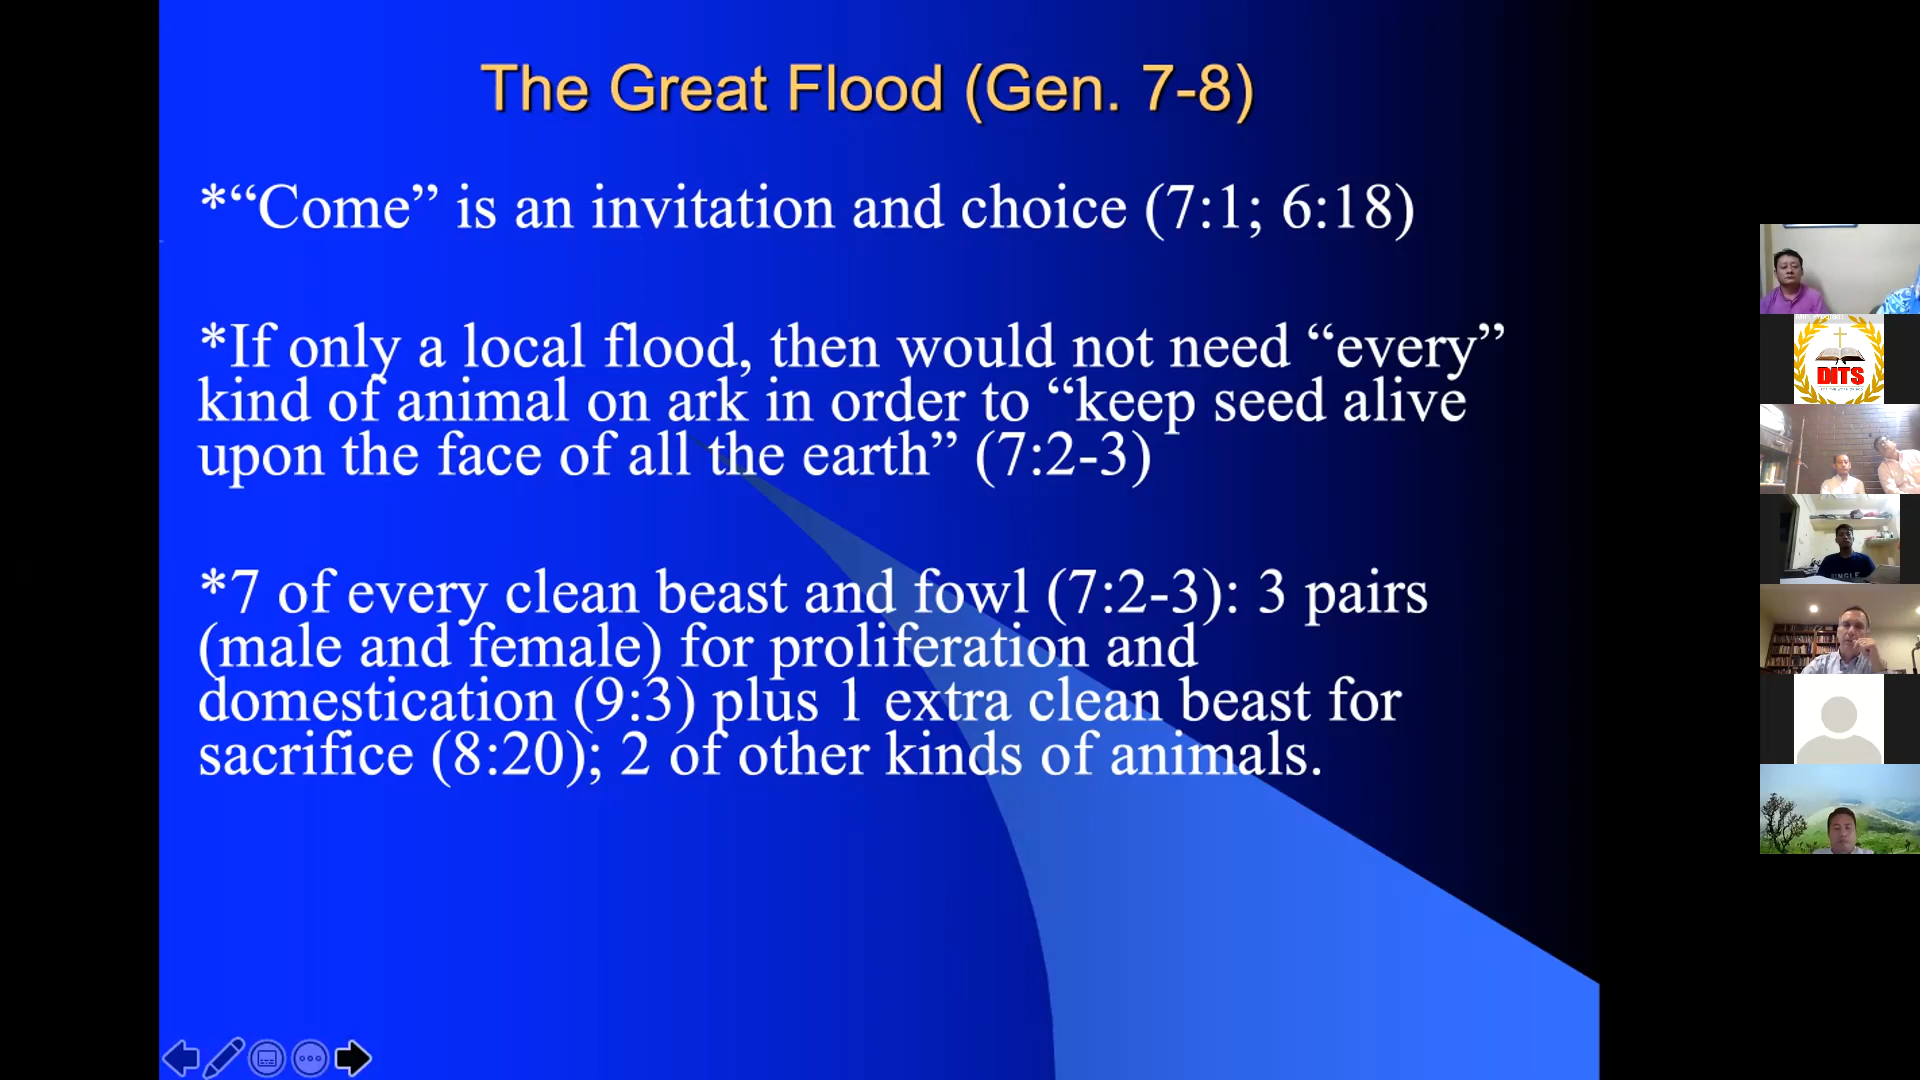 The Great Flood (Gen. 7-8)
*“Come” is an invitation and choice (7:1; 6:18)
*If only a local flood, then would not need “every”
kind of animal on ark in order to “keep seed alive
upon the face of all the earth” (7:2-3)
*7 of every clean beast and fowl (7:2-3): 3 pairs
(male and female) for proliferation and
domestication (9:3) plus 1 extra clean beast for
sacrifice (8:20); 2 of other kinds of animals.
DITS